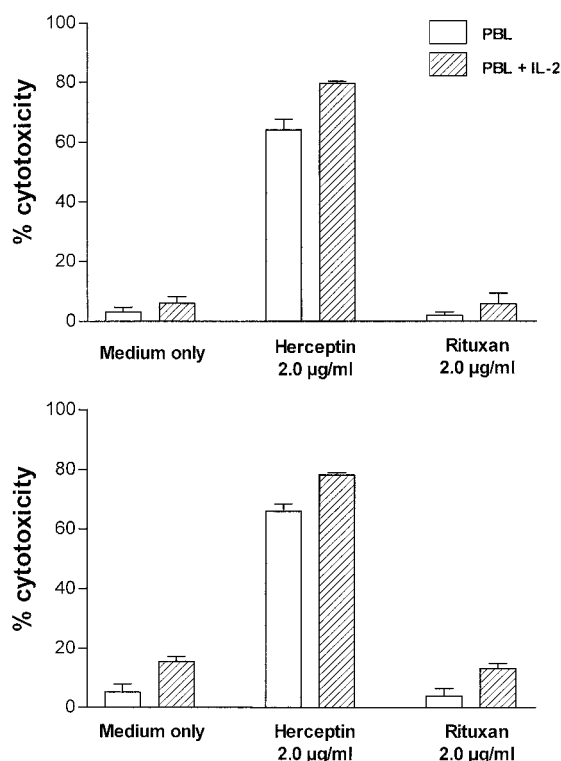 100
80
60
40
20
0
% cytotoxicity
PBL
PBL + IL-2
Medium only
Herceptin
2.0 µg/ml
Rituxan
2.0 µg/ml
100
80
60
40
20
0
% cytotoxicity
Medium only
Herceptin
2.0 µg/ml
Rituxan
2.0 µg/ml